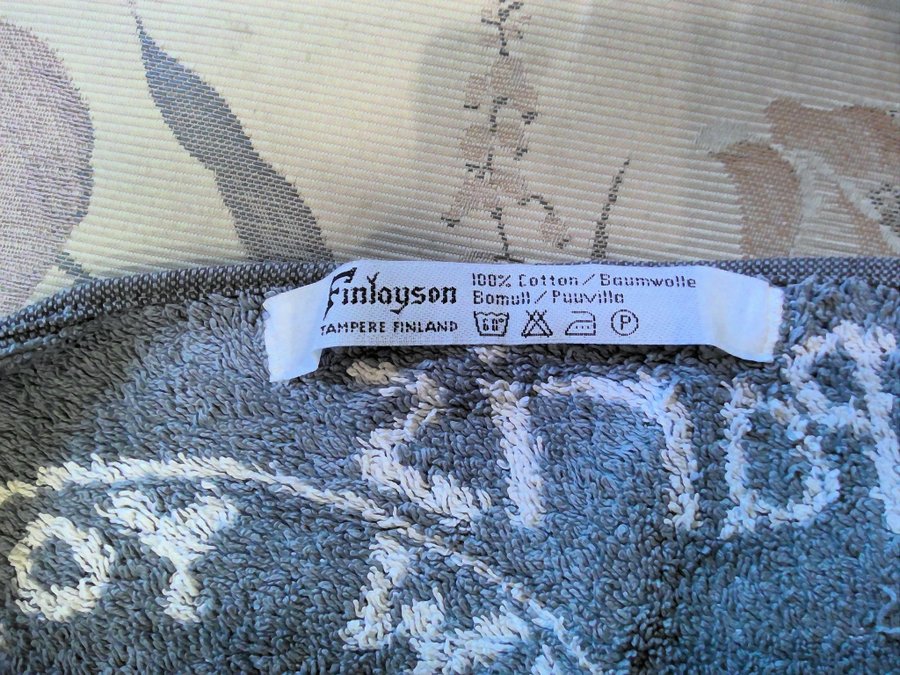 Finlayson
TAMPERE FINLAND
100% Cotton / Baumwolle
Bomull / Puuvilla
60°
P